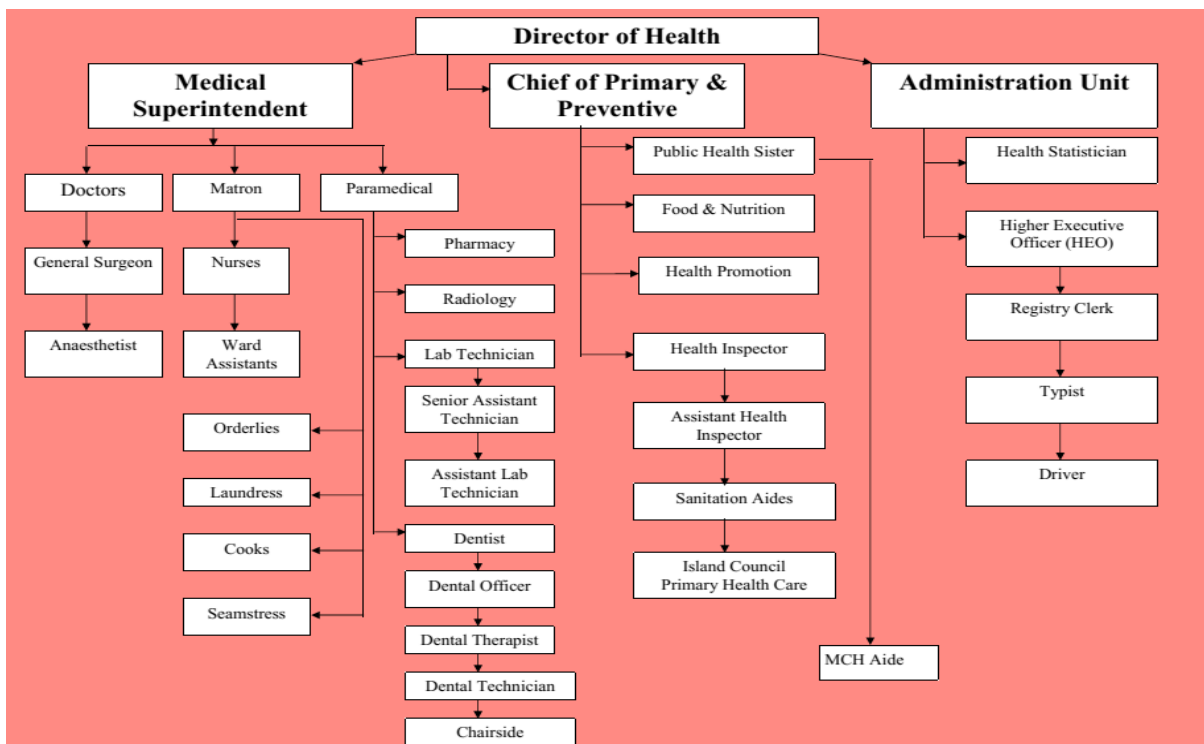 Director of Health
Medical
Superintendent
Chief of Primary &
Preventive
Administration Unit
Doctors
Matron
Paramedical
General Surgeon
Nurses
Anaesthetist
Ward
Assistants
Orderlies
Laundress
Cooks
Seamstress
Pharmacy
Radiology
Lab Technician
Senior Assistant
Technician
Assistant Lab
Technician
Dentist
Dental Officer
Dental Therapist
Dental Technician
Chairside
Public Health Sister
Food & Nutrition
Health Promotion
Health Inspector
Assistant Health
Inspector
Sanitation Aides
Island Council
Primary Health Care
MCH Aide
Health Statistician
Higher Executive
Officer (HEO)
Registry Clerk
Typist
Driver